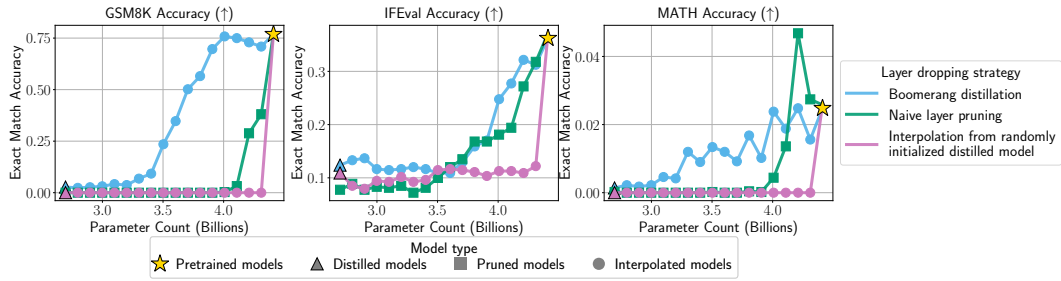 GSM8K Accuracy (↑)
Exact Match Accuracy
0.75
0.50
0.25
0.00
3.0
3.5
4.0
Parameter Count (Billions)
IFEval Accuracy (↑)
Exact Match Accuracy
0.3
0.2
0.1
3.0
3.5
4.0
Parameter Count (Billions)
MATH Accuracy (↑)
Exact Match Accuracy
0.04
0.02
0.00
3.0
3.5
4.0
Parameter Count (Billions)
Layer dropping strategy
Boomerang distillation
Naive layer pruning
Interpolation from randomly
initialized distilled model
Model type
Pretrained models
Distilled models
Pruned models
Interpolated models